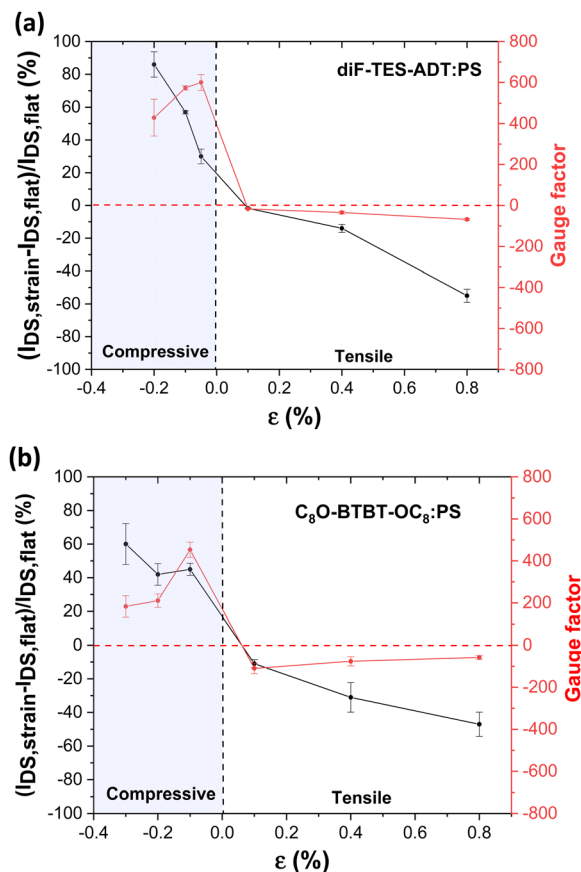 (a)
diF-TES-ADT:PS
(IDS,strain-IDS,flat)/IDS,flat (%)
100
80
60
40
20
0
-20
-40
-60
-80
-100
800
600
400
200
0
-200
-400
-600
-800
Gauge factor
Compressive
Tensile
-0.4 -0.2 0.0 0.2 0.4 0.6 0.8
ε (%)
(b)
C₈O-BTBT-OC₈:PS
(IDS,strain-IDS,flat)/IDS,flat (%)
100
80
60
40
20
0
-20
-40
-60
-80
-100
800
600
400
200
0
-200
-400
-600
-800
Gauge factor
Compressive
Tensile
-0.4 -0.2 0.0 0.2 0.4 0.6 0.8
ε (%)